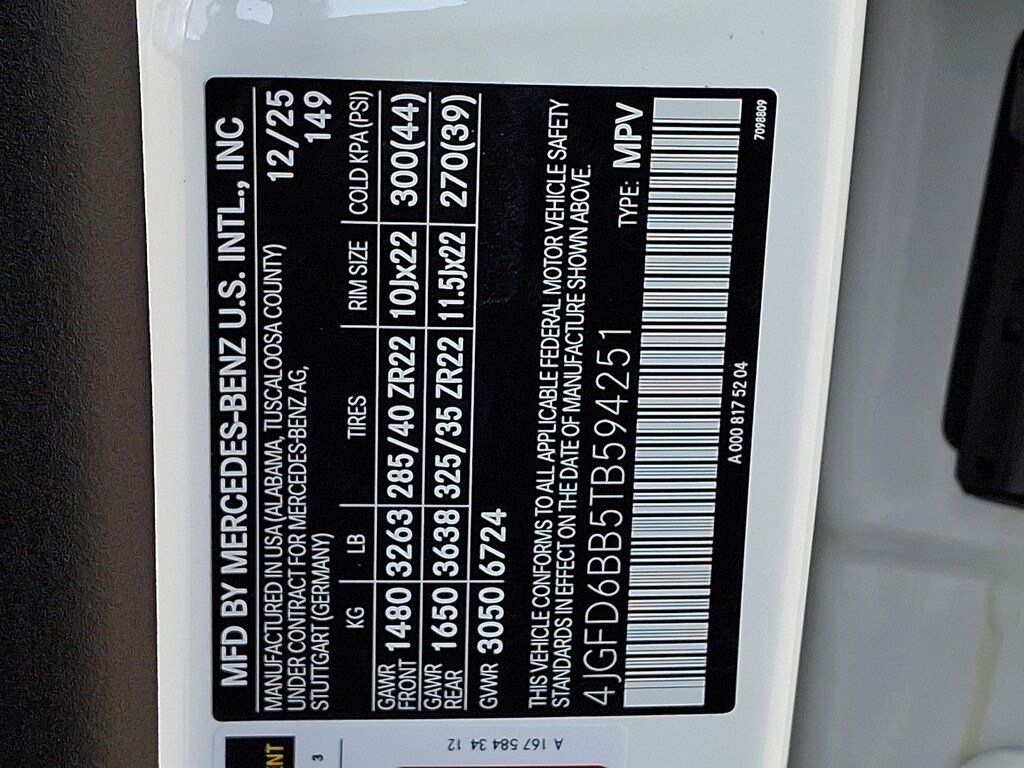 MFD BY MERCEDES-BENZ U.S. INTL., INC
MANUFACTURED IN USA (ALABAMA, TUSCALOOSA COUNTY) 12/25
UNDER CONTRACT FOR MERCEDES-BENZ AG, 149
STUTTGART (GERMANY)
KG LB TIRES RIM SIZE COLD KPA(PSI)
GAWR FRONT 1480 3263 285/40 ZR22 10Jx22 300(44)
GAWR REAR 1650 3638 325/35 ZR22 11.5Jx22 270(39)
GVWR 3050 6724
THIS VEHICLE CONFORMS TO ALL APPLICABLE FEDERAL MOTOR VEHICLE SAFETY
STANDARDS IN EFFECT ON THE DATE OF MANUFACTURE SHOWN ABOVE.
4JGFD6BB5TB594251 TYPE: MPV
A 000 817 52 04 7098809
ENT
3
A 167 584 34 12